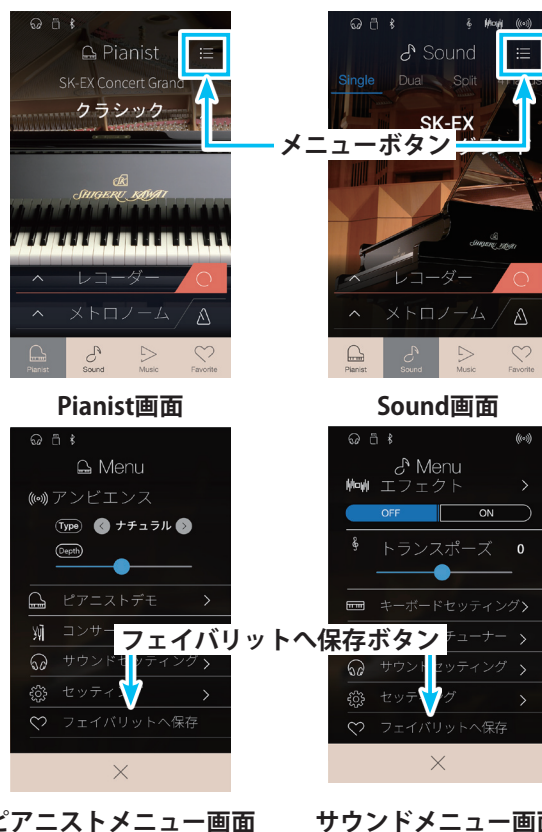 Pianist
SK-EX Concert Grand
クラシック
SHIGERU KAWAI
レコーダー
メトロノーム
Pianist Sound Music Favorite
Sound
Single Dual Split
SK-EX
メニューボタン
SHIGERU KAWAI
レコーダー
メトロノーム
Pianist Sound Music Favorite
Pianist画面
Sound画面
Menu
アンビエンス
Type ナチュラル
Depth
ピアニストデモ
コンサー
サウンドセッティング
セッティ
フェイバリットへ保存
フェイバリットへ保存ボタン
Menu
エフェクト
OFF ON
トランスポーズ 0
キーボードセッティング
チューナー
サウンドセッティング
セッティング
フェイバリットへ保存
ピアニストメニュー画面
サウンドメニュー画面